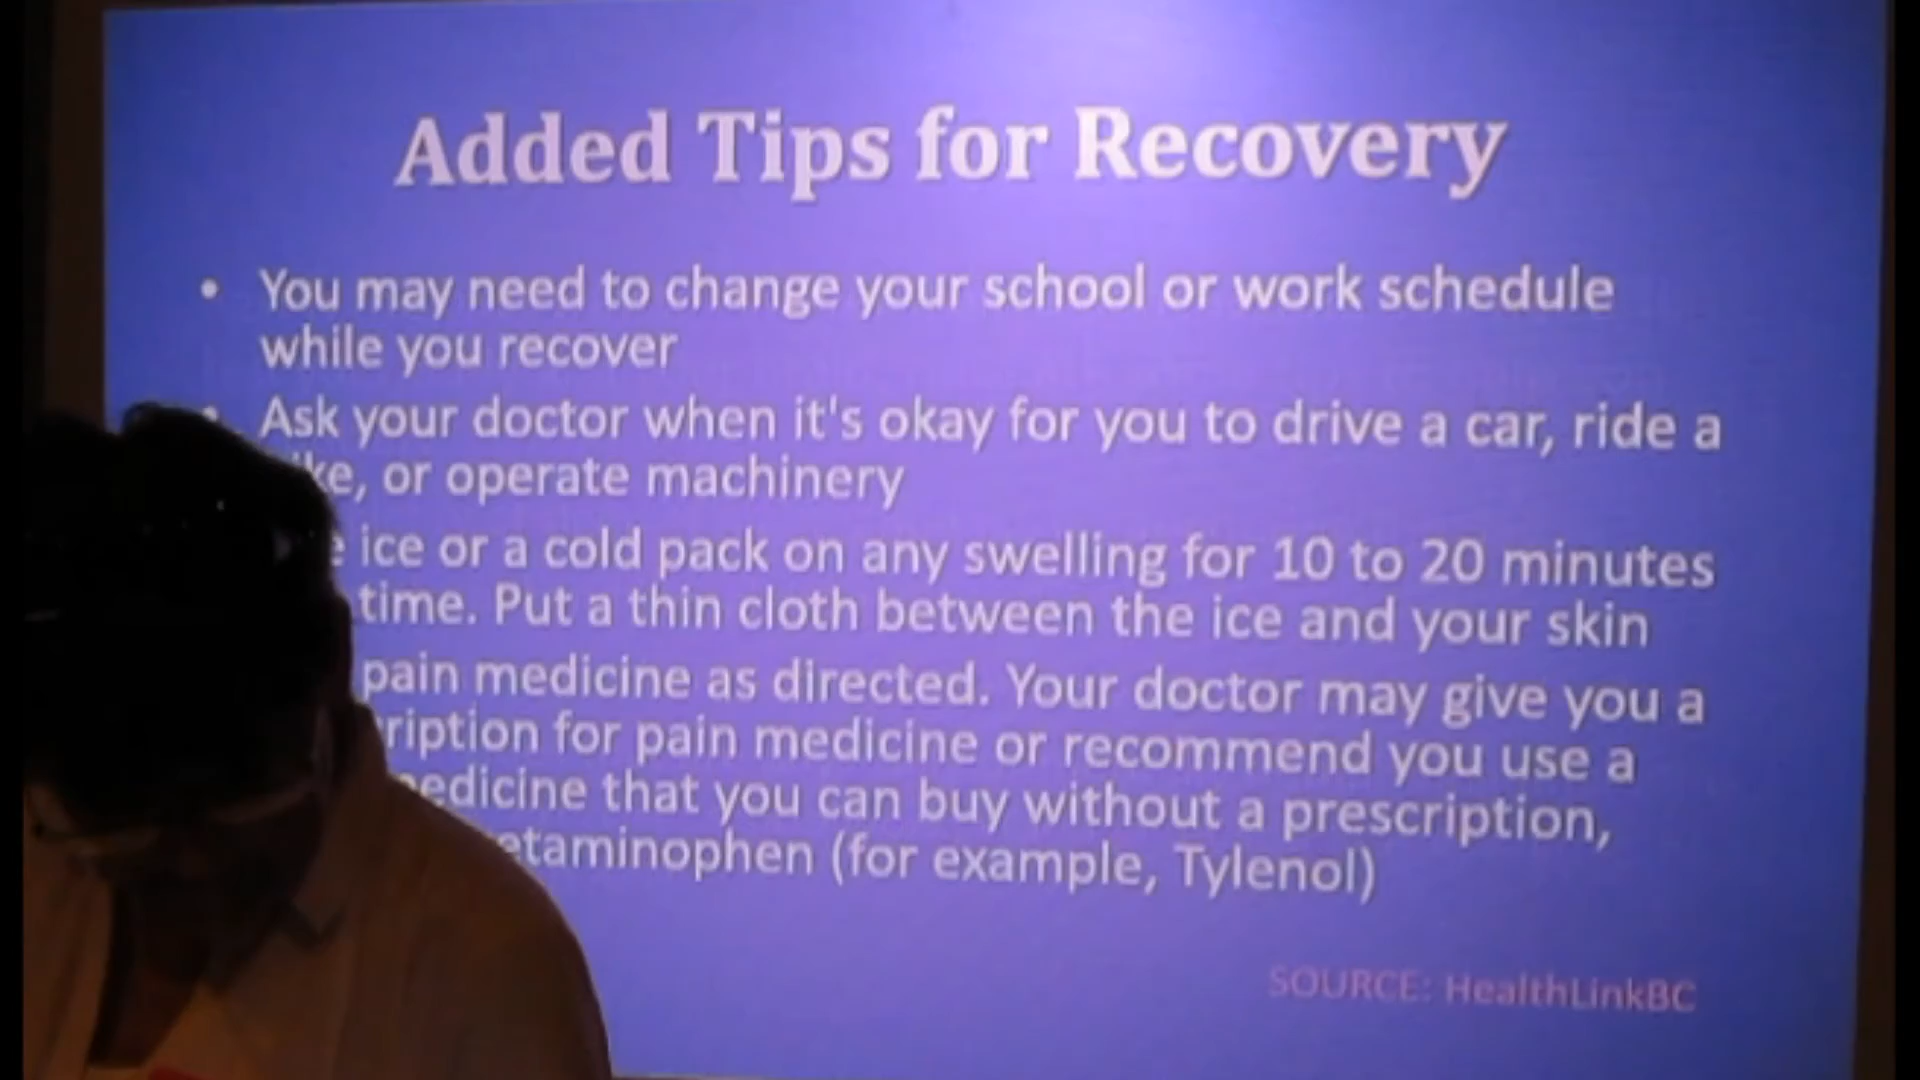 Added Tips for Recovery
• You may need to change your school or work schedule
while you recover
• Ask your doctor when it's okay for you to drive a car, ride a
or operate machinery
ice or a cold pack on any swelling for 10 to 20 minutes
time. Put a thin cloth between the ice and your skin
pain medicine as directed. Your doctor may give you a
for pain medicine or recommend you use a
that you can buy without a prescription,
(for example, Tylenol)
SOURCE: HealthLinkBC